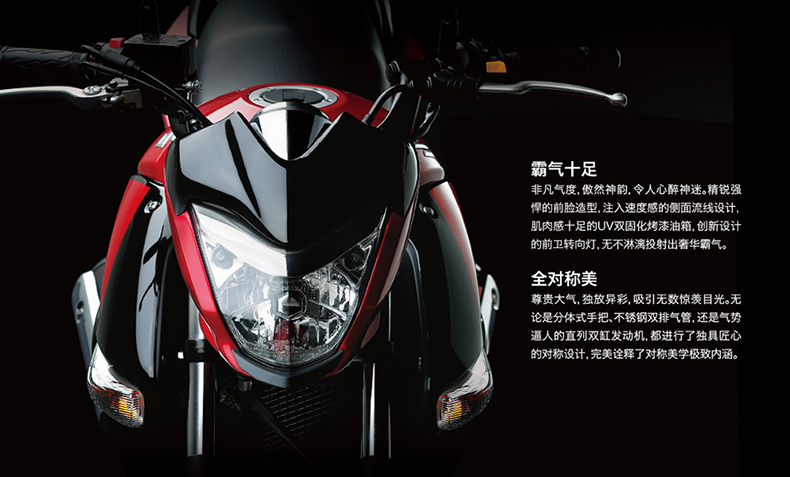 霸气十足
非凡气度，傲然神韵，令人心醉神迷。精锐强
悍的前脸造型，注入速度感的侧面流线设计，
肌肉感十足的UV双固化烤漆油箱，创新设计
的前卫转向灯，无不淋漓投射出奢华霸气。
全对称美
尊贵大气，独放异彩，吸引无数惊羡目光。无
论是分体式手把、不锈钢双排气管，还是气势
逼人的直列双缸发动机，都进行了独具匠心
的对称设计，完美诠释了对称美学极致内涵。